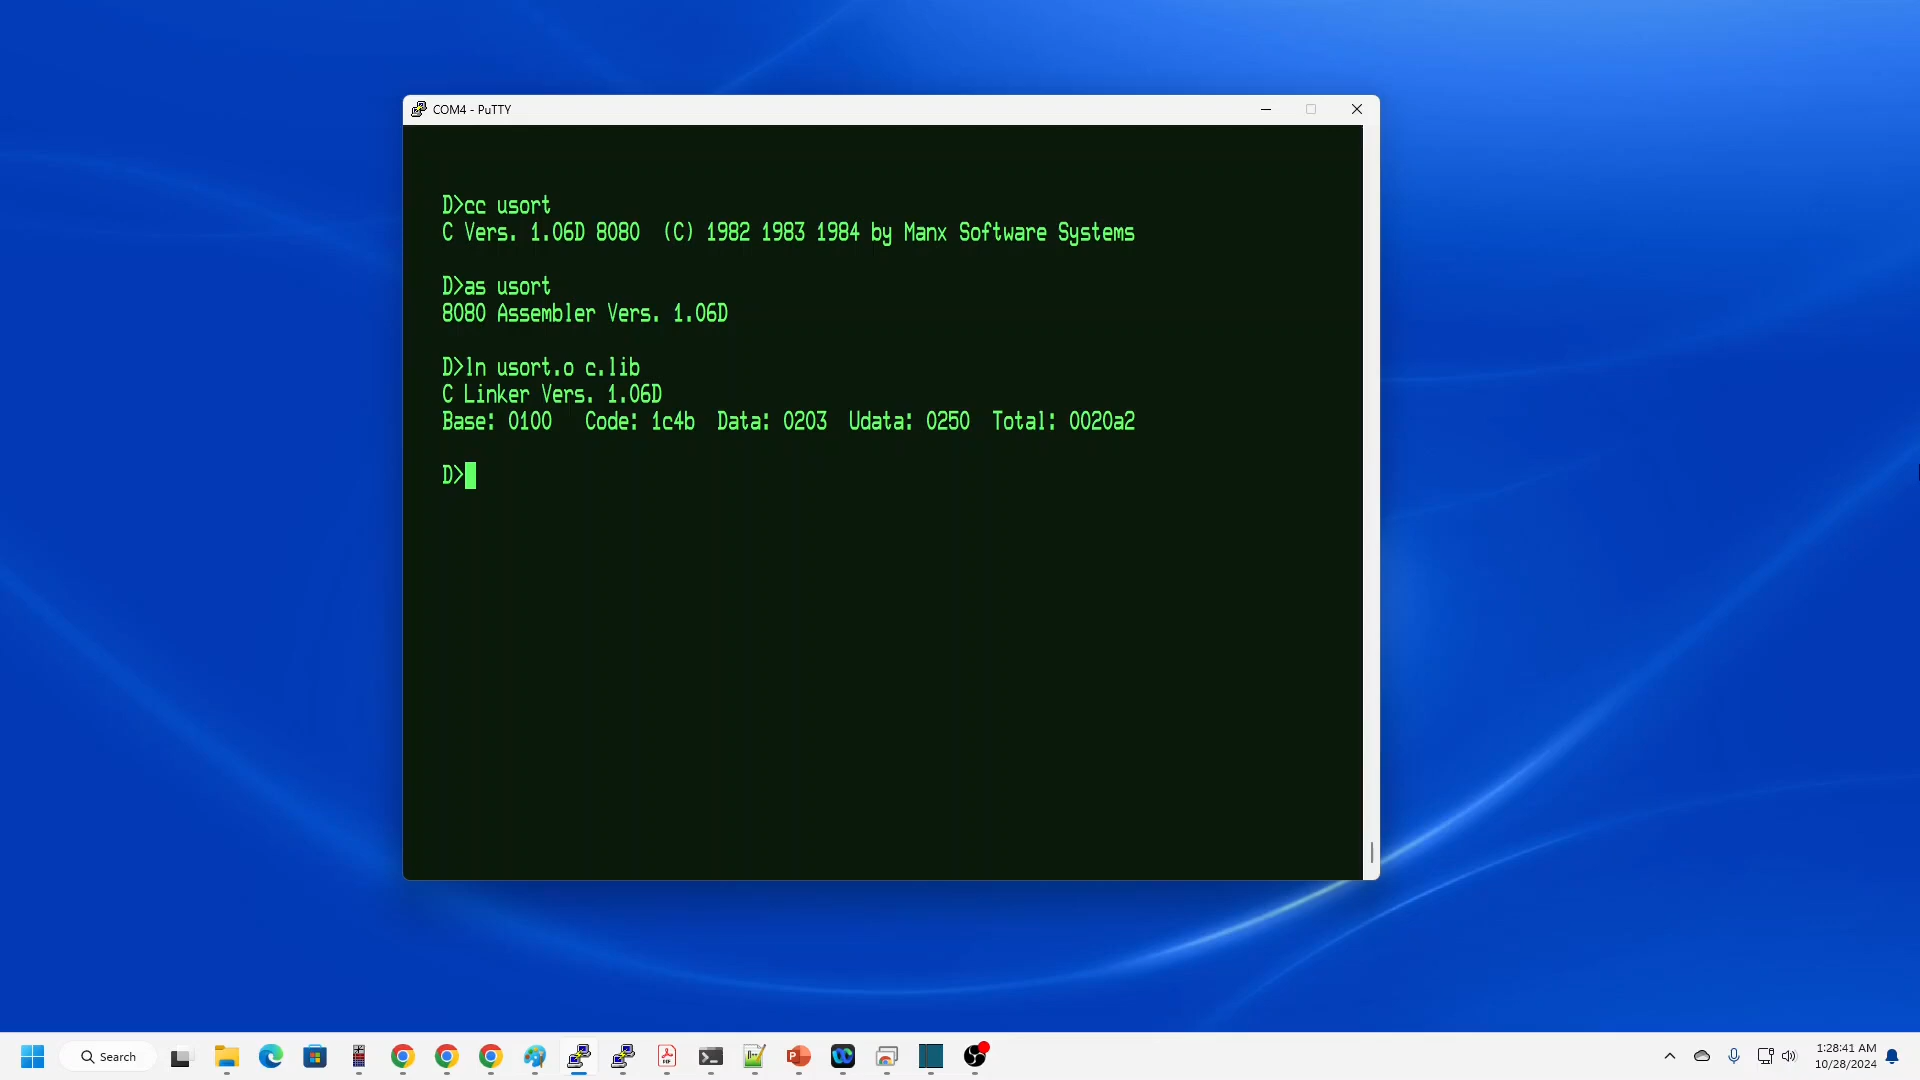 COM4 - PuTTY
D>cc usort
C Vers. 1.06D 8080  (C) 1982 1983 1984 by Manx Software Systems
D>as usort
8080 Assembler Vers. 1.06D
D>ln usort.o c.lib
C Linker Vers. 1.06D
Base: 0100   Code: 1c4b  Data: 0203  Udata: 0250  Total: 0020a2
D>
Search
1:28:41 AM
10/28/2024